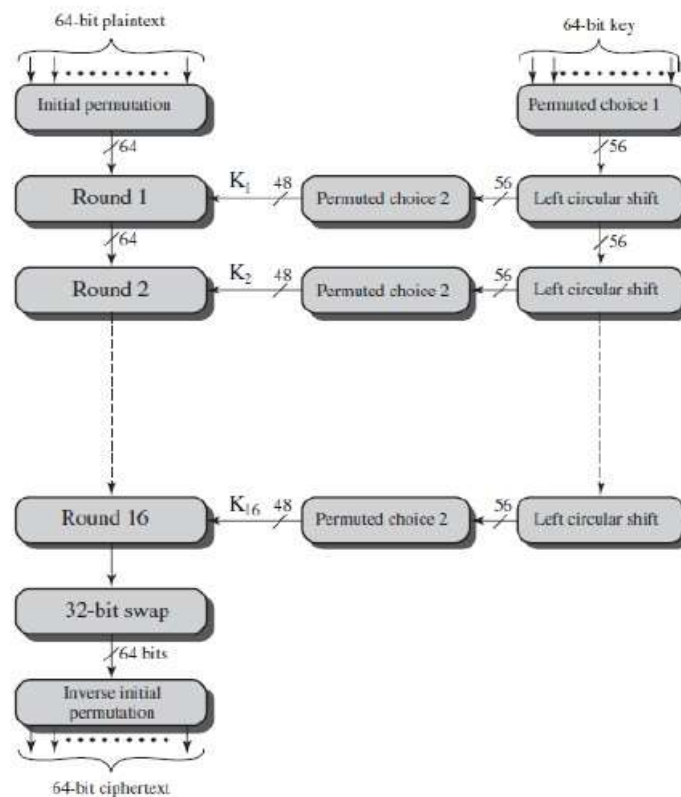 64-bit plaintext
64-bit key
Initial permutation
Permuted choice 1
64
56
Round 1
K1
48
Permuted choice 2
56
Left circular shift
64
56
Round 2
K2
48
Permuted choice 2
56
Left circular shift
Round 16
K16
48
Permuted choice 2
56
Left circular shift
32-bit swap
64 bits
Inverse initial
permutation
64-bit ciphertext